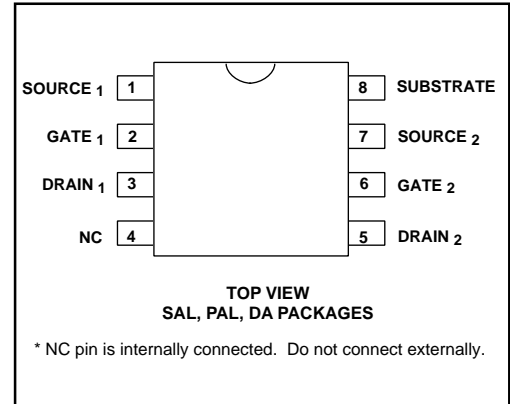 SOURCE 1 1 8 SUBSTRATE
GATE 1 2 7 SOURCE 2
DRAIN 1 3 6 GATE 2
NC 4 5 DRAIN 2
TOP VIEW
SAL, PAL, DA PACKAGES
* NC pin is internally connected. Do not connect externally.